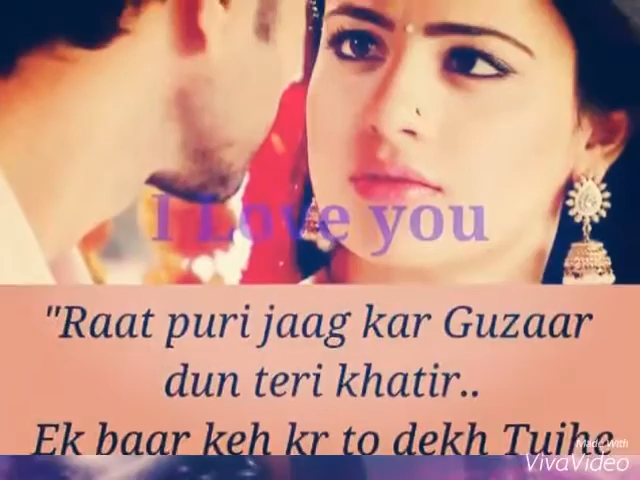 I Love you
"Raat puri jaag kar Guzaar
dun teri khatir..
Ek baar keh kr to dekh Tujhe
Made With
VivaVideo